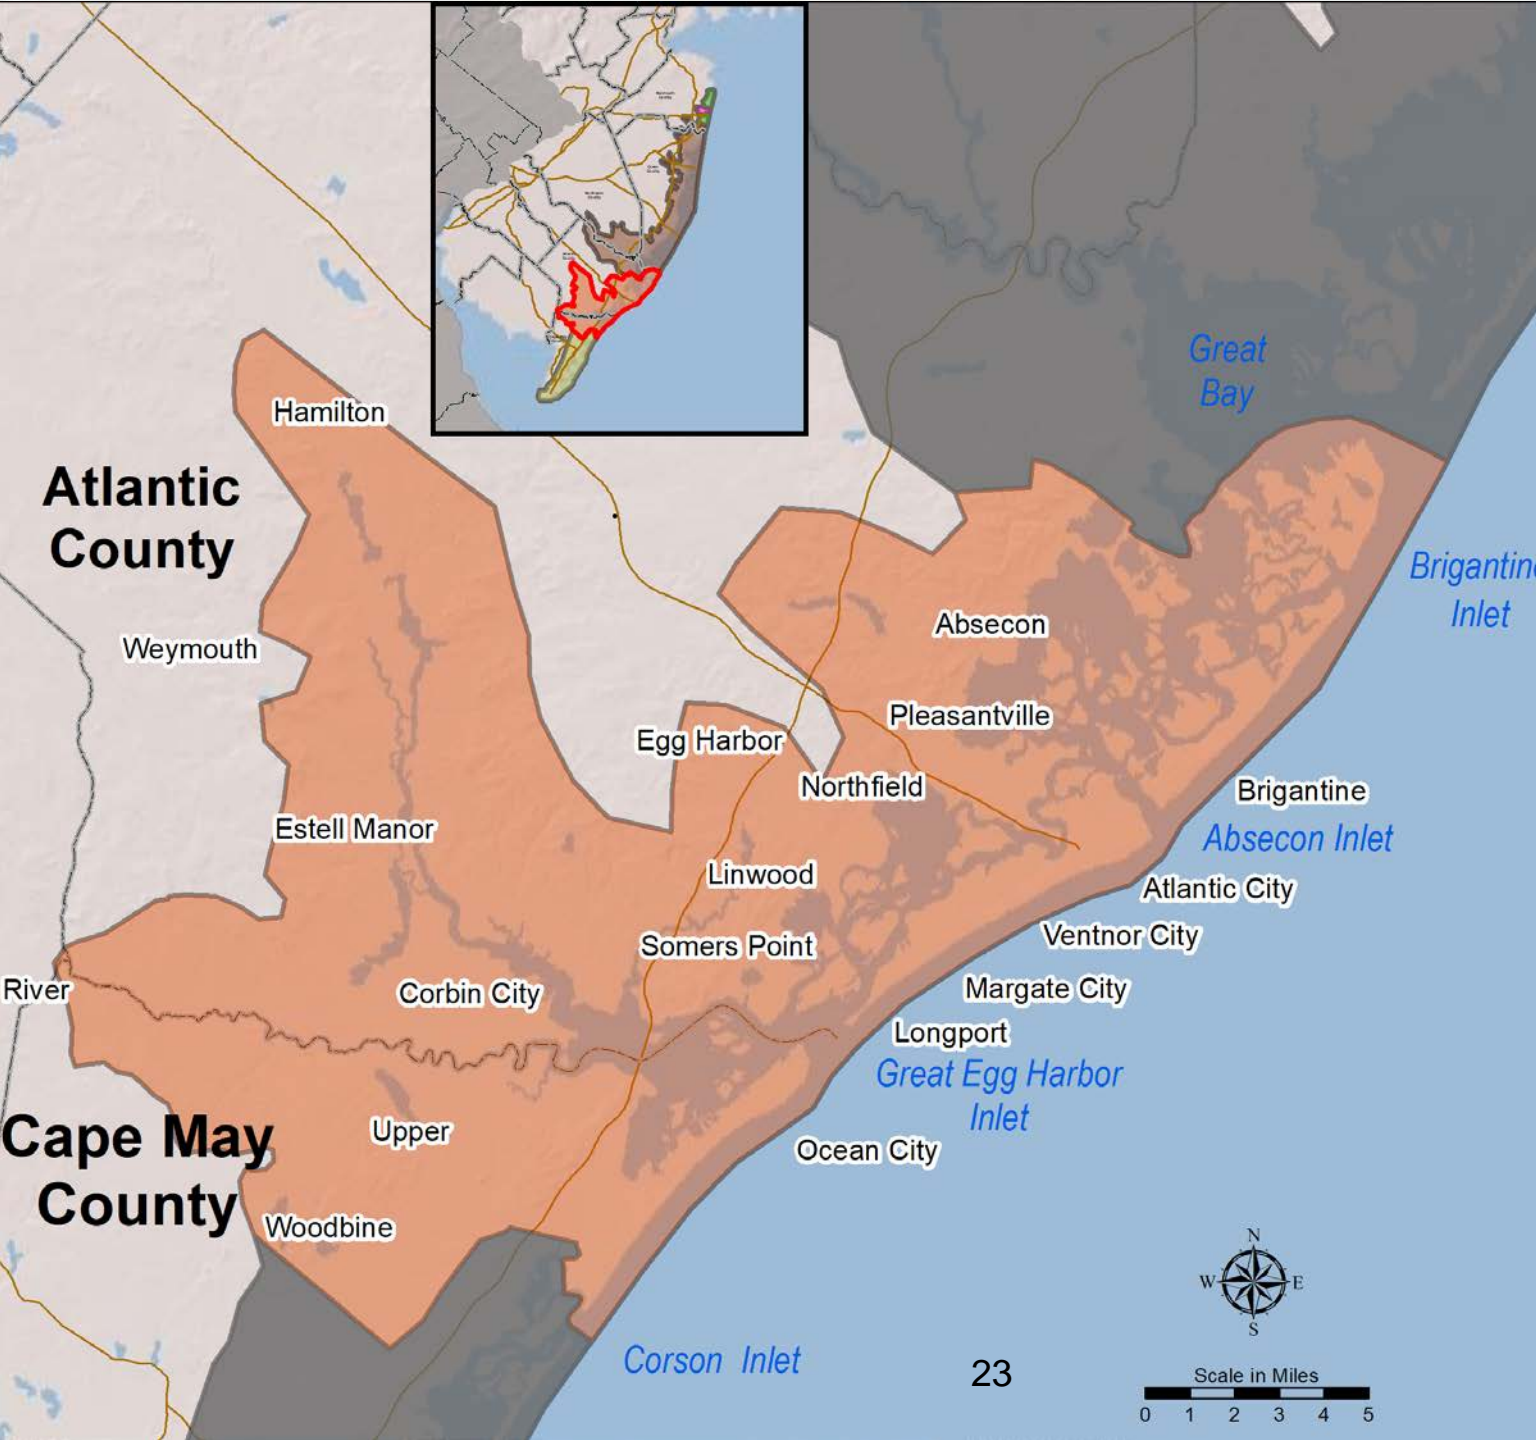 Great
Bay
Hamilton
Atlantic
County
Brigantin
Inlet
Absecon
Weymouth
Pleasantville
Egg Harbor
Northfield
Brigantine
Estell Manor
Absecon Inlet
Linwood
Atlantic City
Ventnor City
Somers Point
River
Corbin City
Margate City
Longport
Great Egg Harbor
Inlet
Upper
Cape May
County
Ocean City
Woodbine
N
W
E
S
Corson Inlet
23
Scale in Miles
0 1 2 3 4 5